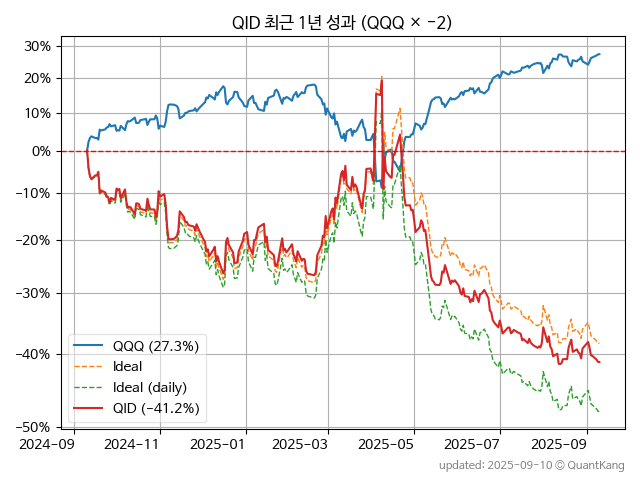 QID 최근 1년 성과 (QQQ × −2)
30%
20%
10%
0%
−10%
−20%
−30%
−40%
−50%
QQQ (27.3%)
Ideal
Ideal (daily)
QID (−41.2%)
2024-09 2024-11 2025-01 2025-03 2025-05 2025-07 2025-09
updated: 2025-09-10 © QuantKang